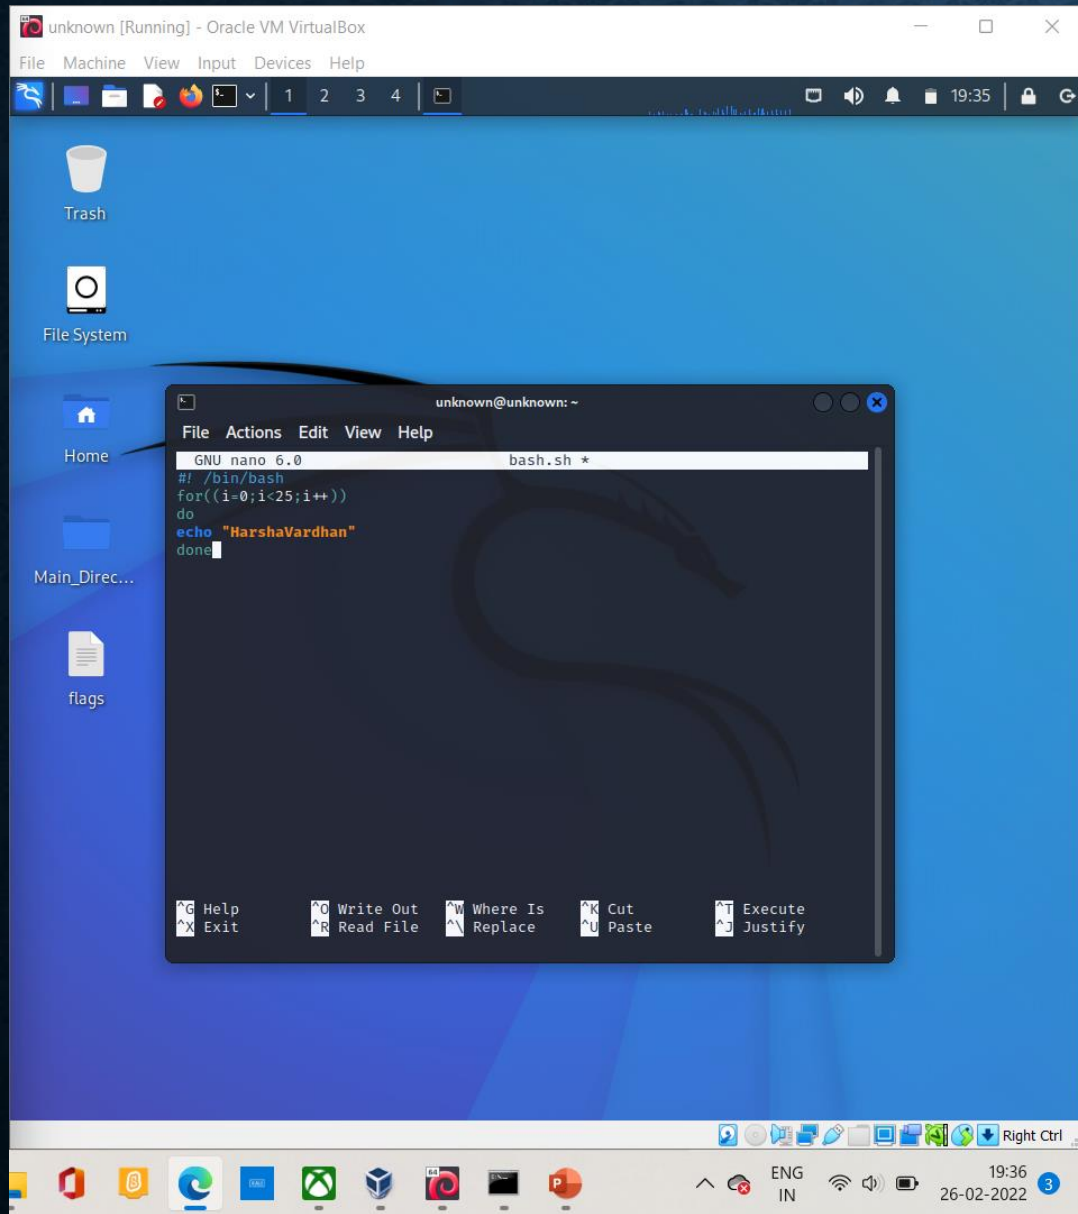 unknown [Running] - Oracle VM VirtualBox
File Machine View Input Devices Help
1 2 3 4 19:35
Trash
File System
Home
Main_Direc...
flags
unknown@unknown: ~
File Actions Edit View Help
GNU nano 6.0 bash.sh *
#! /bin/bash
for((i=0;i<25;i++))
do
echo "HarshaVardhan"
done
^G Help ^O Write Out ^W Where Is ^K Cut ^T Execute
^X Exit ^R Read File ^\ Replace ^U Paste ^J Justify
Right Ctrl
ENG 19:36
IN 26-02-2022 3